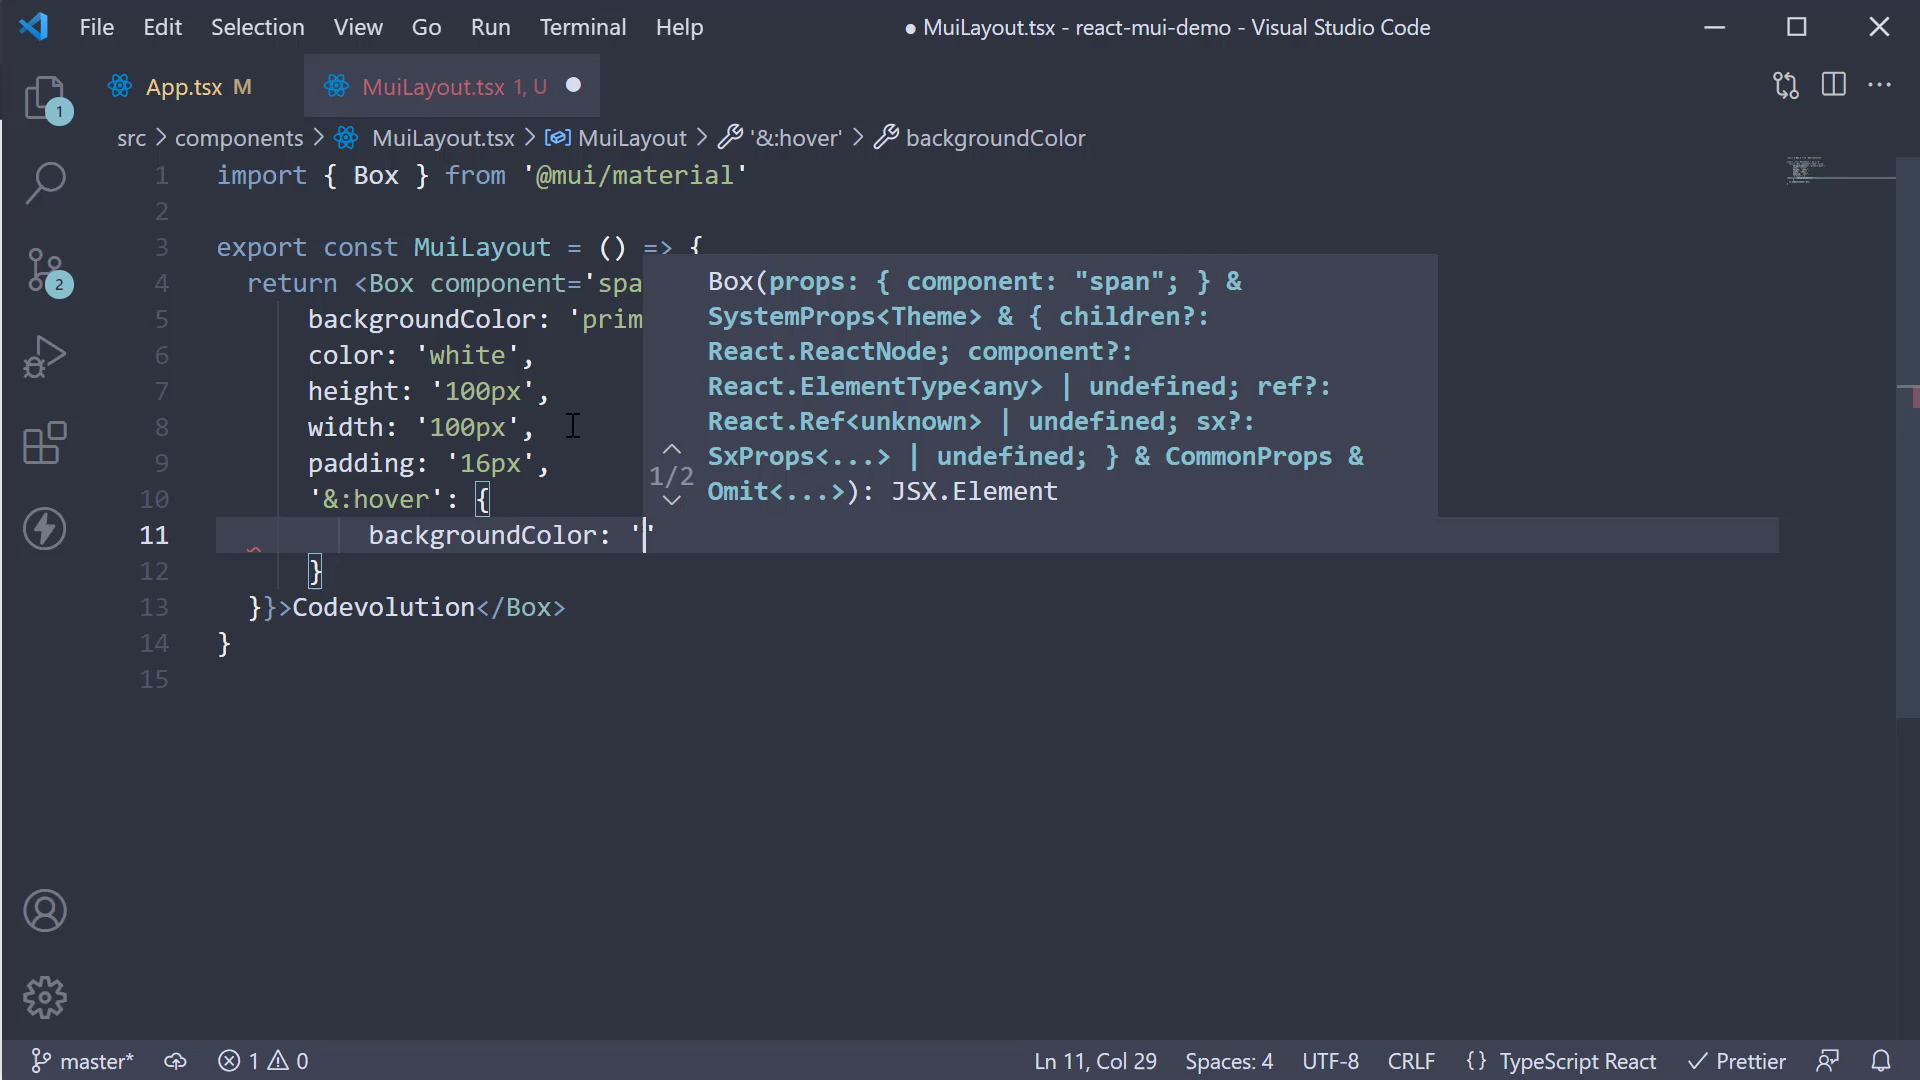 File Edit Selection View Go Run Terminal Help ● MuiLayout.tsx - react-mui-demo - Visual Studio Code
App.tsx M MuiLayout.tsx 1, U
src > components > MuiLayout.tsx > MuiLayout > '&:hover' > backgroundColor
1 import { Box } from '@mui/material'
2
3 export const MuiLayout = () => {
4 return <Box component='spa
5 backgroundColor: 'prim
6 color: 'white',
7 height: '100px',
8 width: '100px',
9 padding: '16px',
10 '&:hover': {
11 backgroundColor: ''
12 }
13 }}>Codevolution</Box>
14 }
15
Box(props: { component: "span"; } &
SystemProps<Theme> & { children?:
React.ReactNode; component?:
React.ElementType<any> | undefined; ref?:
React.Ref<unknown> | undefined; sx?:
SxProps<...> | undefined; } & CommonProps &
Omit<...>): JSX.Element
1/2
1
2
master* 1 0 Ln 11, Col 29 Spaces: 4 UTF-8 CRLF {} TypeScript React Prettier